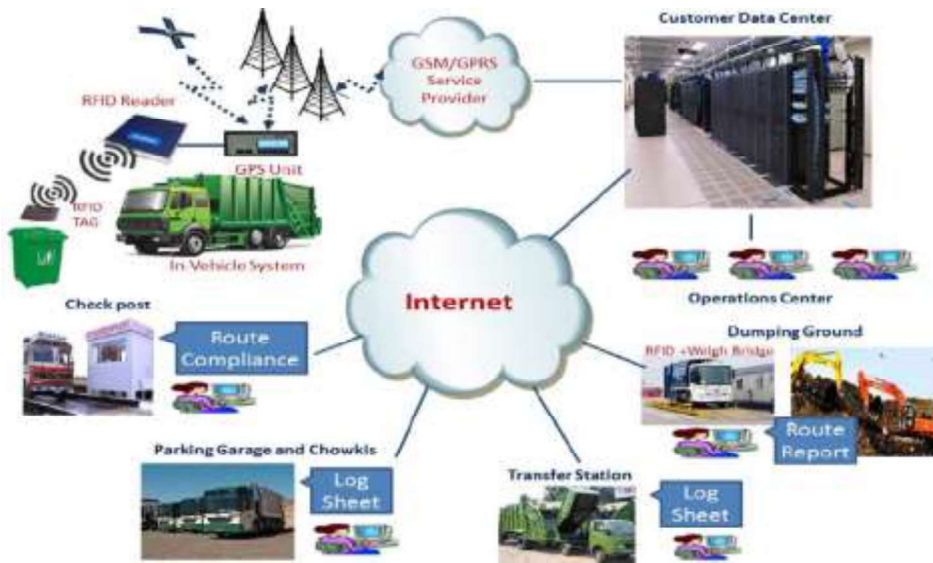 Customer Data Center
GSM/GPRS
Service
Provider
RFID Reader
GPS Unit
RFID
TAG
In-Vehicle System
Internet
Operations Center
Check post
Route
Compliance
Dumping Ground
RFID +Weigh Bridge
Route
Report
Parking Garage and Chowkis
Log
Sheet
Transfer Station
Log
Sheet